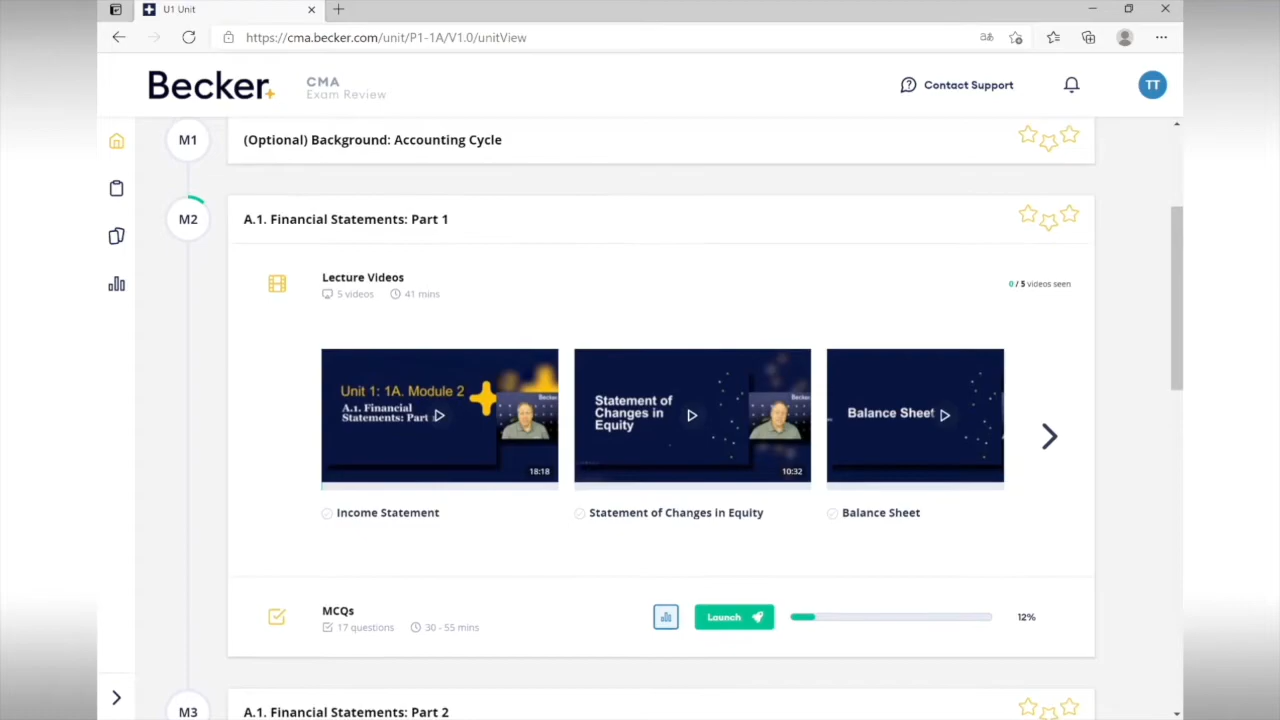 U1 Unit
https://cma.becker.com/unit/P1-1A/V1.0/unitView
Becker
CMA
Exam Review
Contact Support
TT
M1
(Optional) Background: Accounting Cycle
M2
A.1. Financial Statements: Part 1
Lecture Videos
5 videos
41 mins
0 / 5 videos seen
Unit 1: 1A. Module 2
A.1. Financial
Statements: Part
Becker
18:18
Statement of
Changes in
Equity
Becker
10:32
Balance Sheet
Income Statement
Statement of Changes in Equity
Balance Sheet
MCQs
17 questions
30 - 55 mins
Launch
12%
M3
A.1. Financial Statements: Part 2